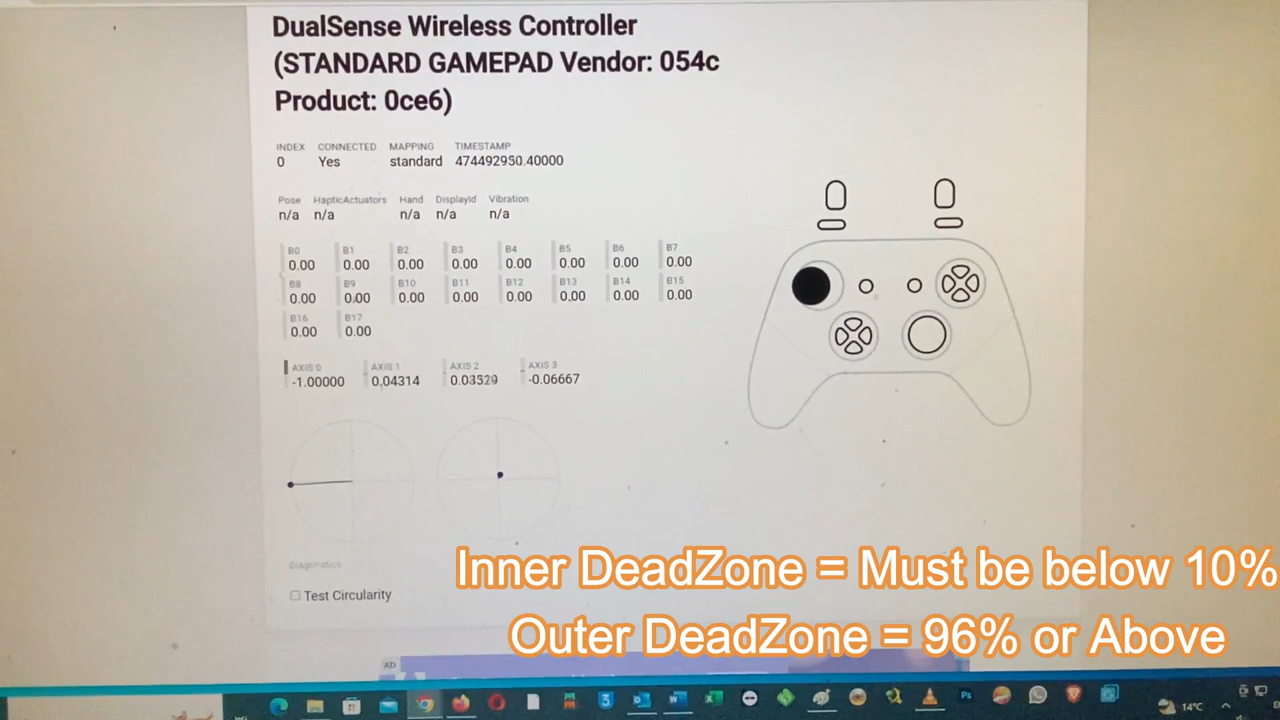 DualSense Wireless Controller
(STANDARD GAMEPAD Vendor: 054c
Product: 0ce6)
INDEX CONNECTED MAPPING TIMESTAMP
0 Yes standard 474492950.40000
Pose HapticActuators Hand DisplayId Vibration
n/a n/a n/a n/a n/a
B0 B1 B2 B3 B4 B5 B6 B7
0.00 0.00 0.00 0.00 0.00 0.00 0.00 0.00
B8 B9 B10 B11 B12 B13 B14 B15
0.00 0.00 0.00 0.00 0.00 0.00 0.00 0.00
B16 B17
0.00 0.00
AXIS 0 AXIS 1 AXIS 2 AXIS 3
-1.00000 0.04314 0.03529 -0.06667
Diagnostics
Test Circularity
Inner DeadZone = Must be below 10%
Outer DeadZone = 96% or Above
AD
3 Ps 14°C